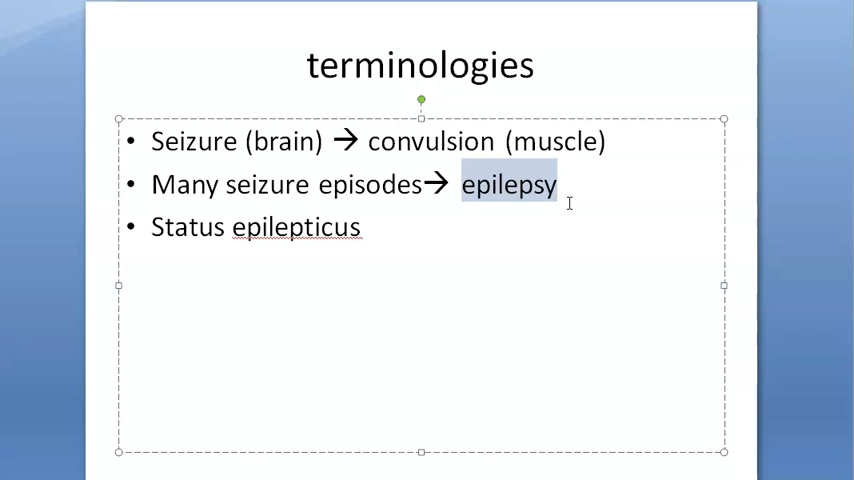 terminologies
• Seizure (brain) → convulsion (muscle)
• Many seizure episodes→ epilepsy
• Status epilepticus